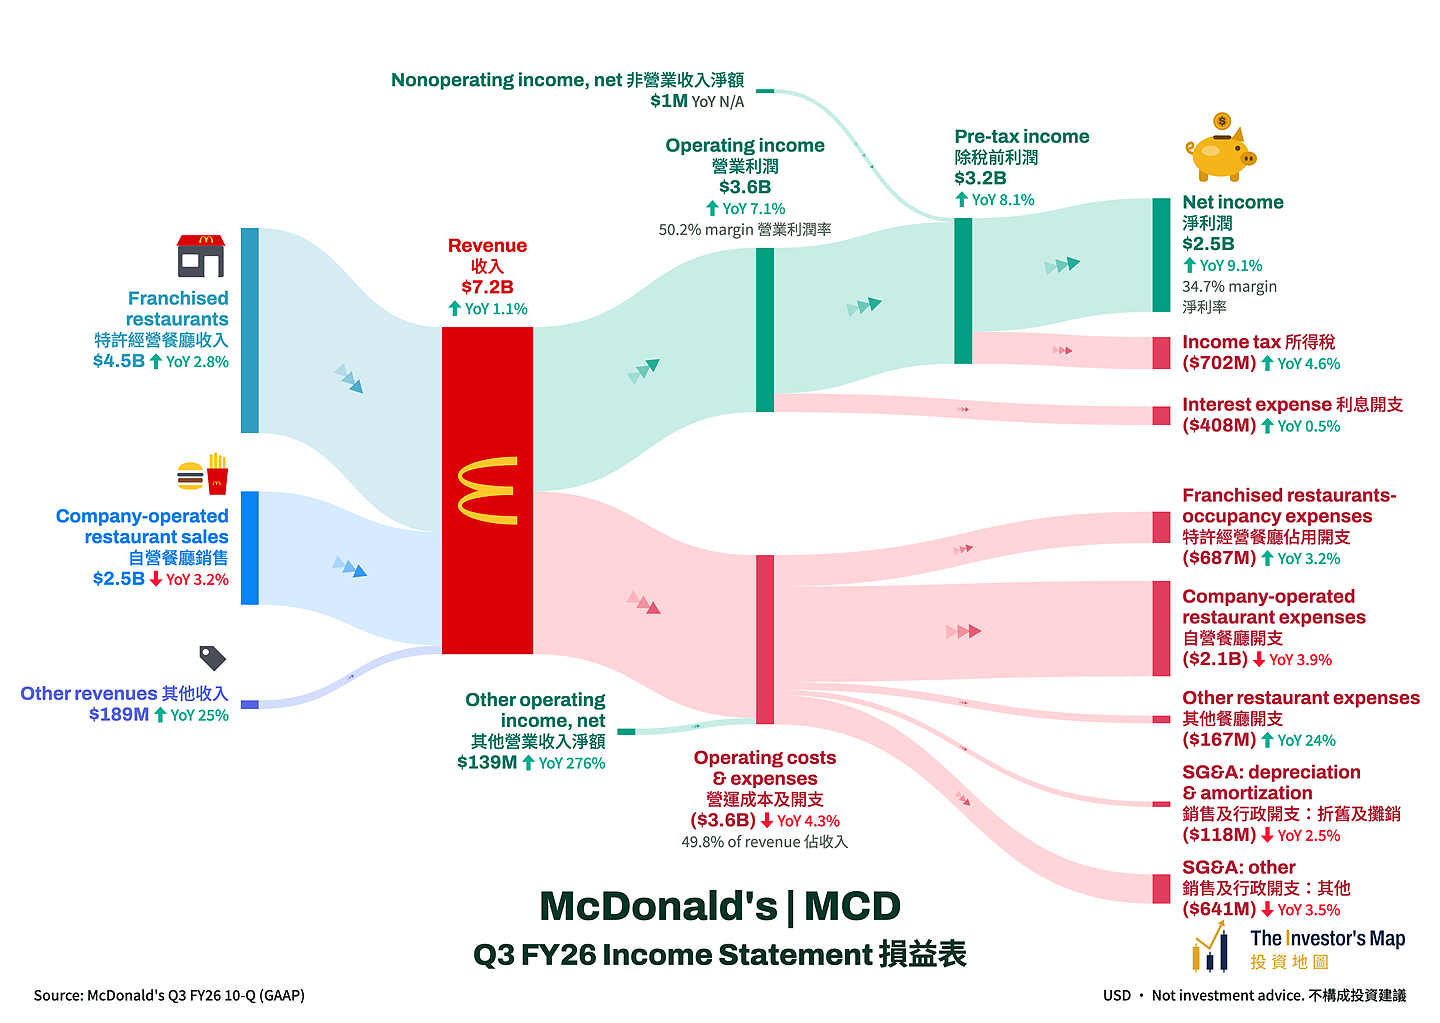 Nonoperating income, net 非營業收入淨額
$1M YoY N/A
Operating income
營業利潤
$3.6B
YoY 7.1%
50.2% margin 營業利潤率
Pre-tax income
除稅前利潤
$3.2B
YoY 8.1%
Net income
淨利潤
$2.5B
YoY 9.1%
34.7% margin
淨利率
Revenue
收入
$7.2B
YoY 1.1%
Franchised
restaurants
特許經營餐廳收入
$4.5B YoY 2.8%
Income tax 所得稅
($702M) YoY 4.6%
Interest expense 利息開支
($408M) YoY 0.5%
Company-operated
restaurant sales
自營餐廳銷售
$2.5B YoY 3.2%
Franchised restaurants-
occupancy expenses
特許經營餐廳佔用開支
($687M) YoY 3.2%
Company-operated
restaurant expenses
自營餐廳開支
($2.1B) YoY 3.9%
Other revenues 其他收入
$189M YoY 25%
Other operating
income, net
其他營業收入淨額
$139M YoY 276%
Other restaurant expenses
其他餐廳開支
($167M) YoY 24%
Operating costs
& expenses
營運成本及開支
($3.6B) YoY 4.3%
49.8% of revenue 佔收入
SG&A: depreciation
& amortization
銷售及行政開支：折舊及攤銷
($118M) YoY 2.5%
SG&A: other
銷售及行政開支：其他
($641M) YoY 3.5%
McDonald's | MCD
Q3 FY26 Income Statement 損益表
The Investor's Map
投資地圖
Source: McDonald's Q3 FY26 10-Q (GAAP)
USD • Not investment advice. 不構成投資建議